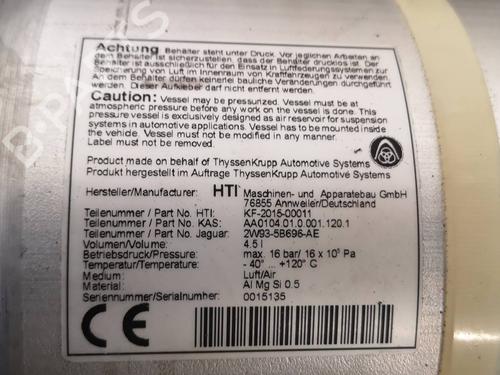 Achtung Behälter steht unter Druck. Vor jeglichen Arbeiten an
dem Behälter ist sicherzustellen, dass der Behälter drucklos ist. Der
Behälter ist ausschließlich für den Einsatz in Luftfederungssystemen zur
Speicherung von Luft im Innenraum von Kraftfahrzeugen zu verwenden.
An dem Behälter dürfen keinerlei bauliche Veränderungen durchgeführt
werden. Dieser Aufkleber darf nicht entfernt werden.
Caution: Vessel may be pressurized. Vessel must be at
atmospheric pressure before any work on the vessel is done. This
pressure vessel is exclusively designed as air reservoir for suspension
systems in automotive applications. Vessel has to be mounted inside
the vehicle. Vessel must not be modified in any manner.
Label must not be removed.
Product made on behalf of ThyssenKrupp Automotive Systems
Produkt hergestellt im Auftrage ThyssenKrupp Automotive Systems
Hersteller/Manufacturer: HTI Maschinen- und Apparatebau GmbH
76855 Annweiler/Deutschland
Teilenummer / Part No. HTI: KF-2015-00011
Teilenummer / Part No. KAS: AA0104.01.0.001.120.1
Teilenummer / Part No. Jaguar: 2W93-5B696-AE
Volumen/Volume: 4.5 l
Betriebsdruck/Pressure: max. 16 bar/ 16 x 10⁵ Pa
Temperatur/Temperature: - 40° ... +120° C
Medium: Luft/Air
Material: Al Mg Si 0.5
Seriennummer/Serialnumber: 0015135
CE